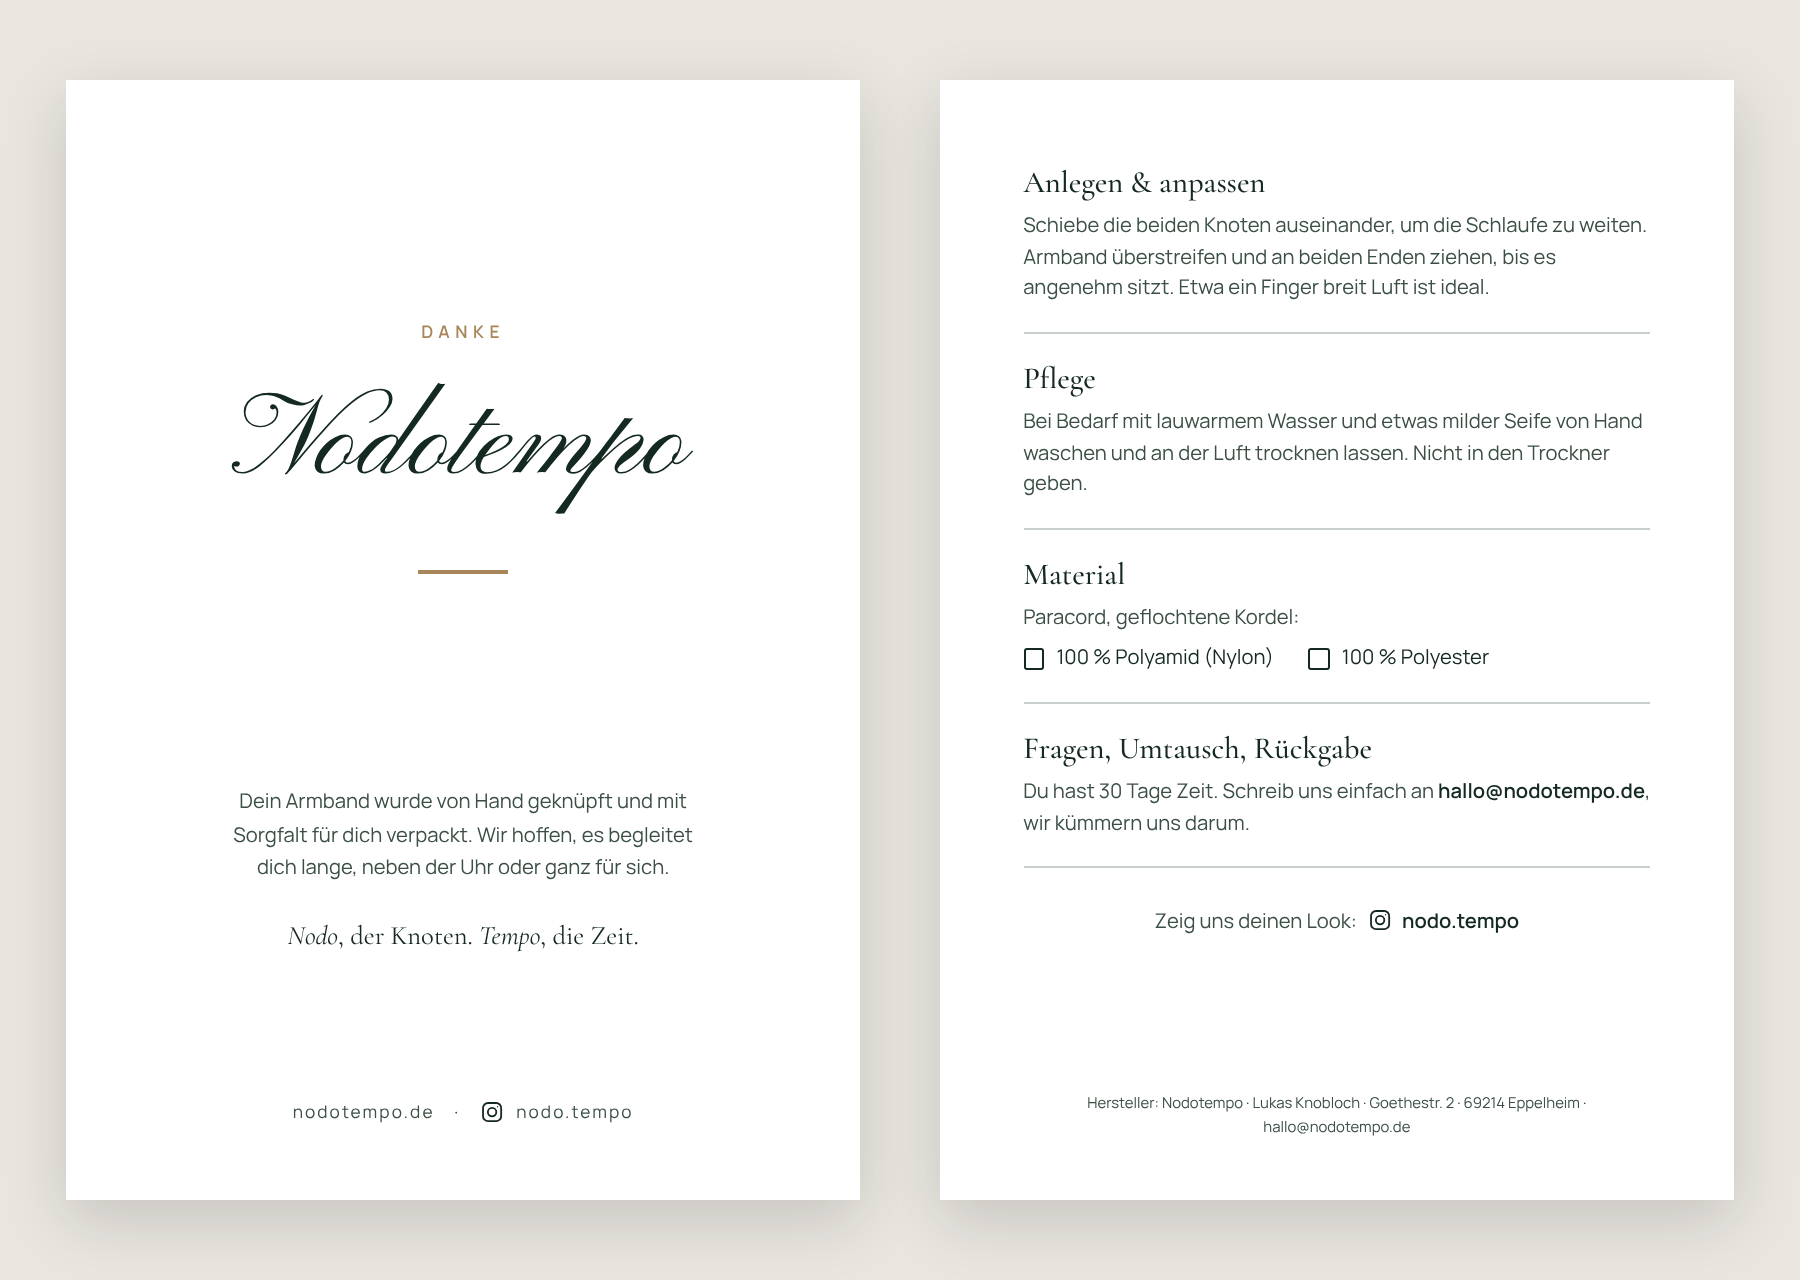 DANKE
Nodotempo
Dein Armband wurde von Hand geknüpft und mit
Sorgfalt für dich verpackt. Wir hoffen, es begleitet
dich lange, neben der Uhr oder ganz für sich.
Nodo, der Knoten. Tempo, die Zeit.
nodotempo.de · nodo.tempo
Anlegen & anpassen
Schiebe die beiden Knoten auseinander, um die Schlaufe zu weiten.
Armband überstreifen und an beiden Enden ziehen, bis es
angenehm sitzt. Etwa ein Finger breit Luft ist ideal.
Pflege
Bei Bedarf mit lauwarmem Wasser und etwas milder Seife von Hand
waschen und an der Luft trocknen lassen. Nicht in den Trockner
geben.
Material
Paracord, geflochtene Kordel:
100 % Polyamid (Nylon) 100 % Polyester
Fragen, Umtausch, Rückgabe
Du hast 30 Tage Zeit. Schreib uns einfach an hallo@nodotempo.de,
wir kümmern uns darum.
Zeig uns deinen Look: nodo.tempo
Hersteller: Nodotempo · Lukas Knobloch · Goethestr. 2 · 69214 Eppelheim ·
hallo@nodotempo.de